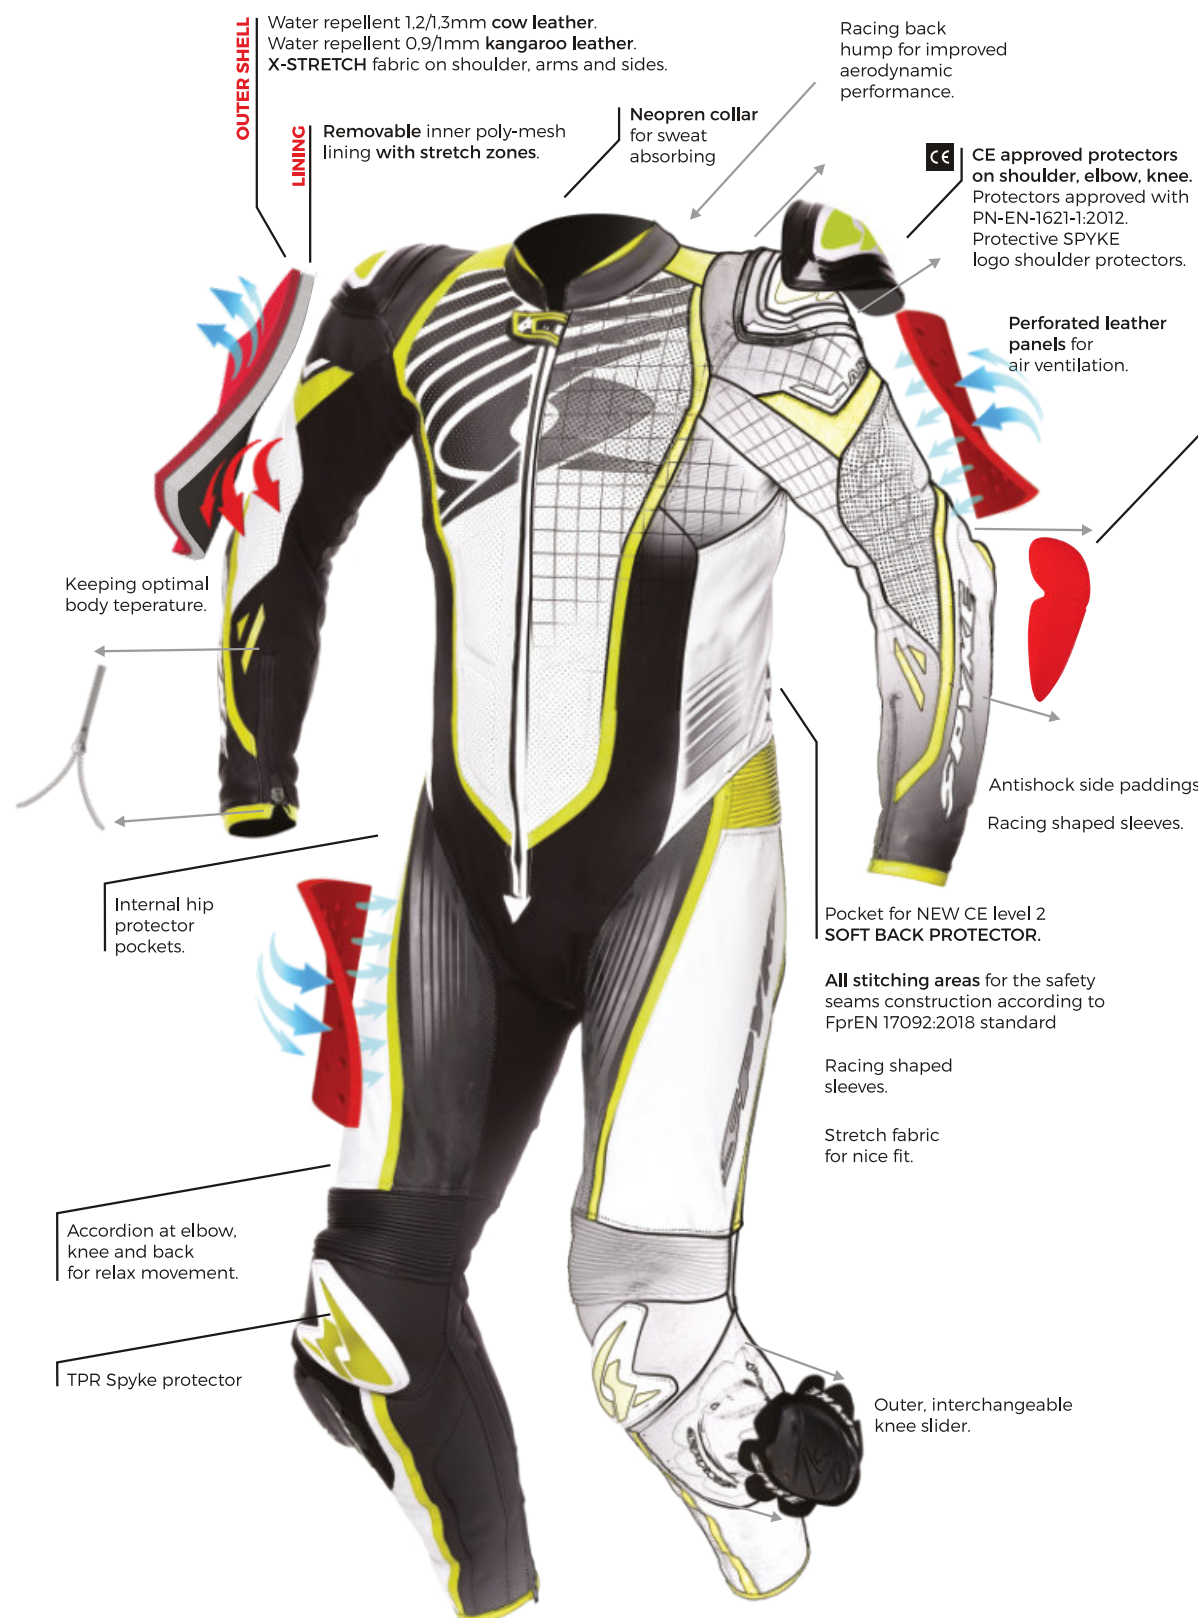 OUTER SHELL
Water repellent 1,2/1,3mm cow leather.
Water repellent 0,9/1mm kangaroo leather.
X-STRETCH fabric on shoulder, arms and sides.
LINING
Removable inner poly-mesh
lining with stretch zones.
Neopren collar
for sweat
absorbing
Racing back
hump for improved
aerodynamic
performance.
CE
CE approved protectors
on shoulder, elbow, knee.
Protectors approved with
PN-EN-1621-1:2012.
Protective SPYKE
logo shoulder protectors.
Perforated leather
panels for
air ventilation.
Keeping optimal
body teperature.
SPYKE
Antishock side paddings
Racing shaped sleeves.
Internal hip
protector
pockets.
Pocket for NEW CE level 2
SOFT BACK PROTECTOR.
All stitching areas for the safety
seams construction according to
FprEN 17092:2018 standard
Racing shaped
sleeves.
Stretch fabric
for nice fit.
Accordion at elbow,
knee and back
for relax movement.
TPR Spyke protector
Outer, interchangeable
knee slider.